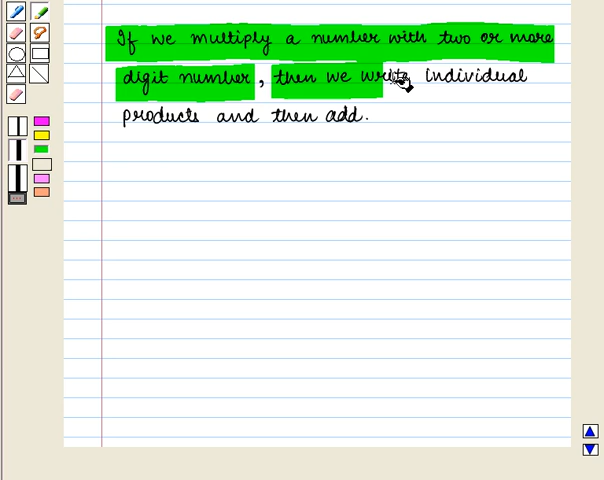 If we multiply a number with two or more
digit number, then we write individual
products and then add.